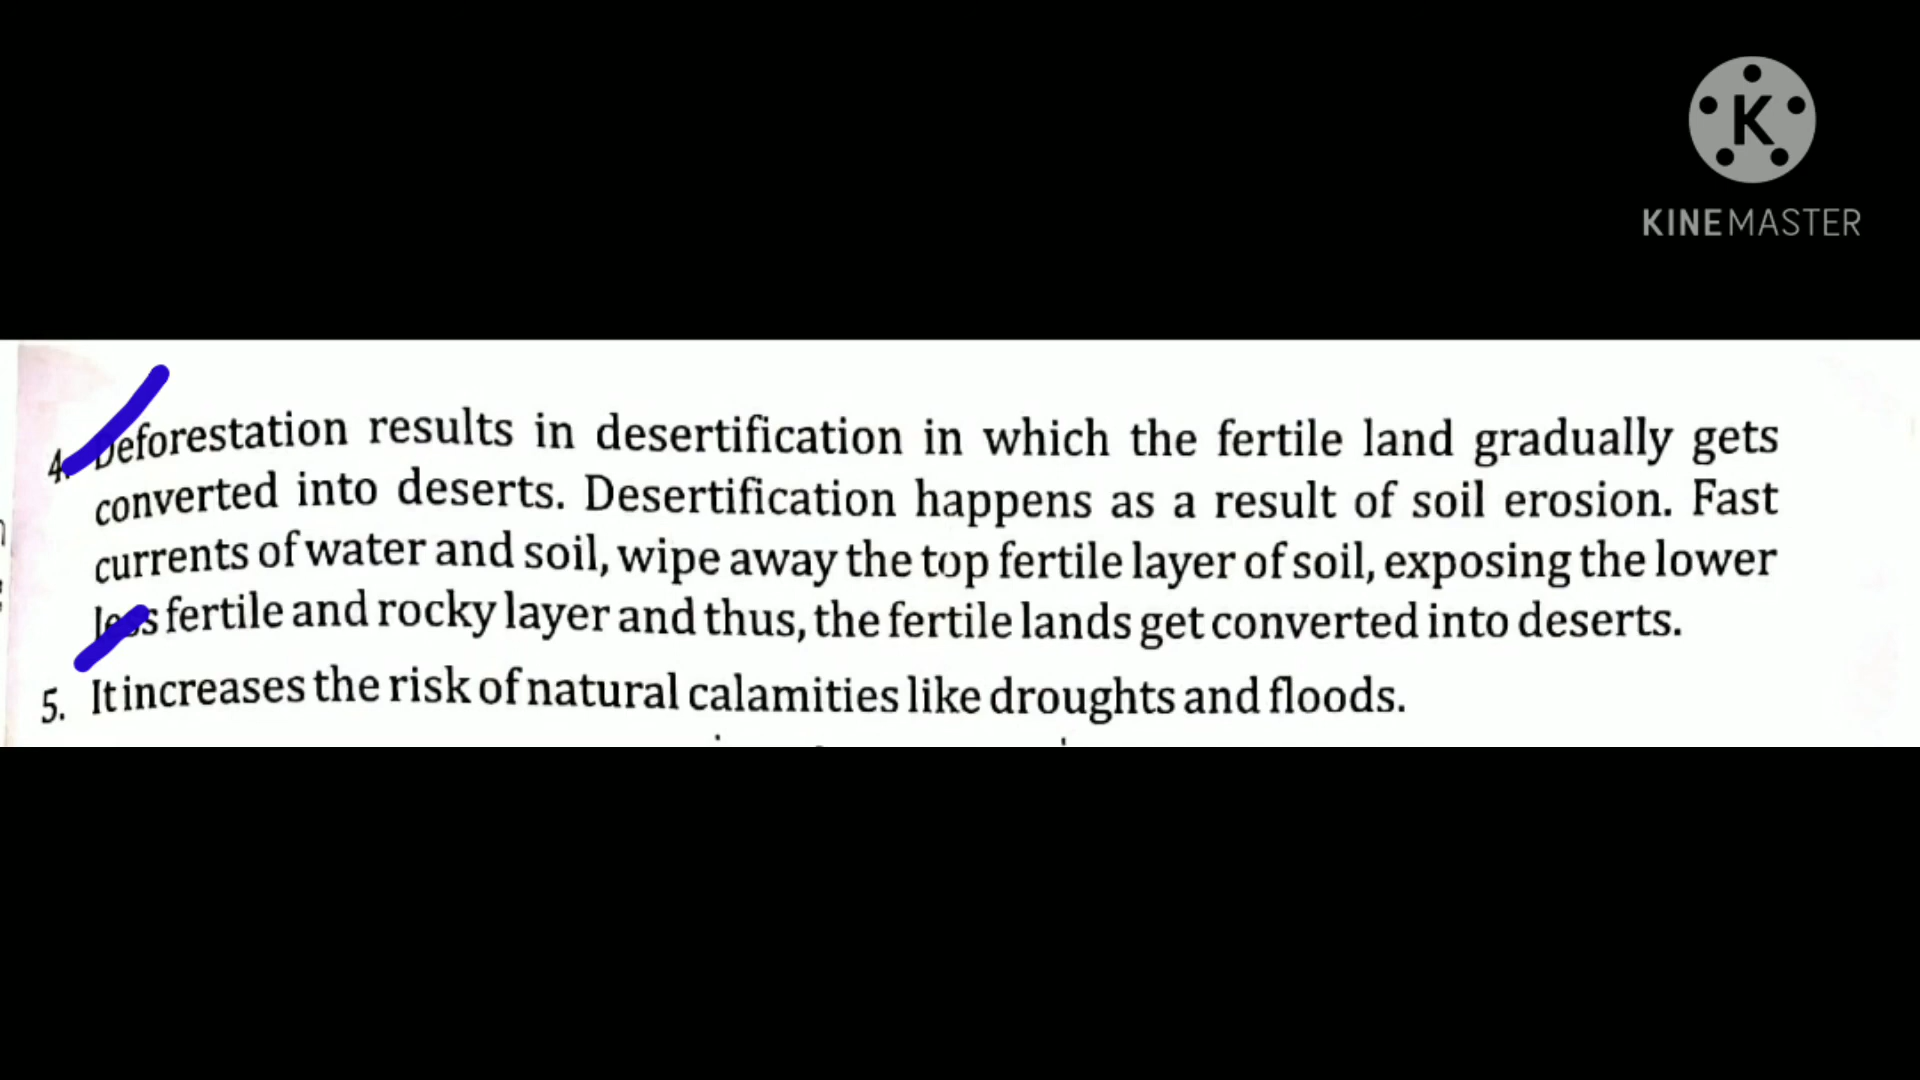 K
KINEMASTER
4. Deforestation results in desertification in which the fertile land gradually gets
converted into deserts. Desertification happens as a result of soil erosion. Fast
currents of water and soil, wipe away the top fertile layer of soil, exposing the lower
less fertile and rocky layer and thus, the fertile lands get converted into deserts.
5. It increases the risk of natural calamities like droughts and floods.